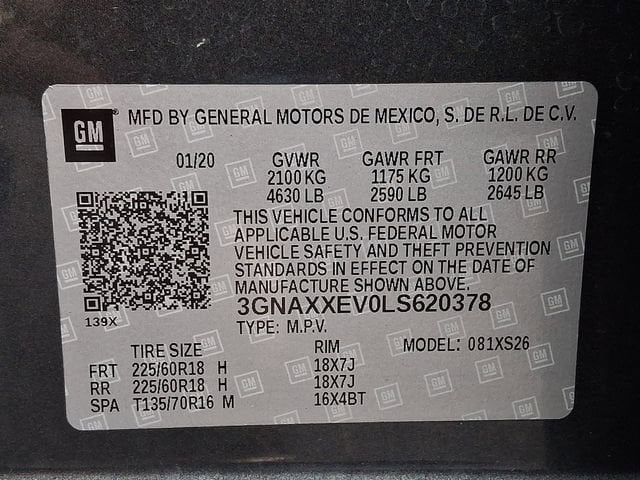 GM MFD BY GENERAL MOTORS DE MEXICO, S. DE R.L. DE C.V.
01/20 GVWR GAWR FRT GAWR RR
2100 KG 1175 KG 1200 KG
4630 LB 2590 LB 2645 LB
THIS VEHICLE CONFORMS TO ALL
APPLICABLE U.S. FEDERAL MOTOR
VEHICLE SAFETY AND THEFT PREVENTION
STANDARDS IN EFFECT ON THE DATE OF
MANUFACTURE SHOWN ABOVE.
3GNAXXEV0LS620378
139X
TYPE: M.P.V.
TIRE SIZE RIM MODEL: 081XS26
FRT 225/60R18 H 18X7J
RR 225/60R18 H 18X7J
SPA T135/70R16 M 16X4BT